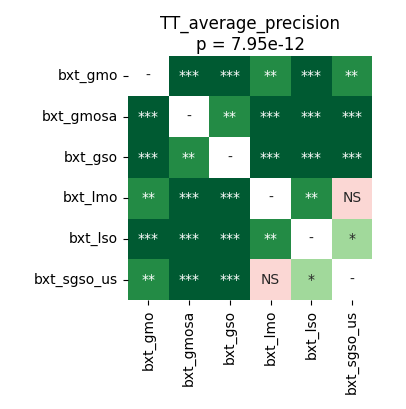 TT_average_precision
p = 7.95e-12
bxt_gmo - *** *** ** *** **
bxt_gmosa *** - ** *** *** ***
bxt_gso *** ** - *** *** ***
bxt_lmo ** *** *** - ** NS
bxt_lso *** *** *** ** - *
bxt_sgso_us ** *** *** NS * -
bxt_gmo
bxt_gmosa
bxt_gso
bxt_lmo
bxt_lso
bxt_sgso_us